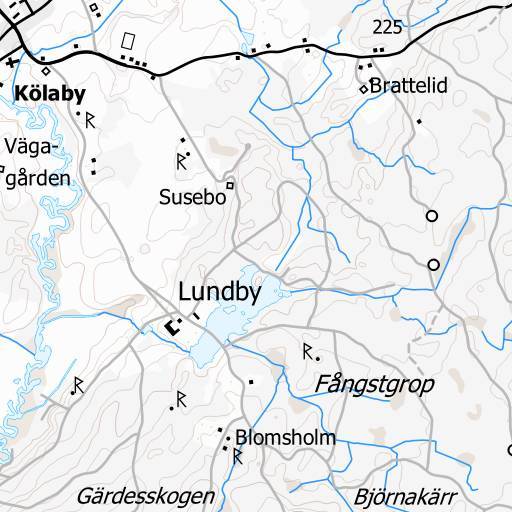 225
Brattelid
Kölaby
R
Väga-
gården
R
Susebo
Lundby
R
Fångstgrop
R
R
Blomsholm
R
Gärdesskogen
Björnakärr